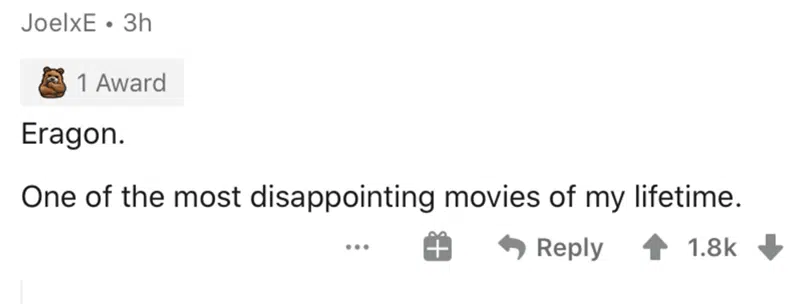 JoelxE • 3h
1 Award
Eragon.
One of the most disappointing movies of my lifetime.
Reply 1.8k